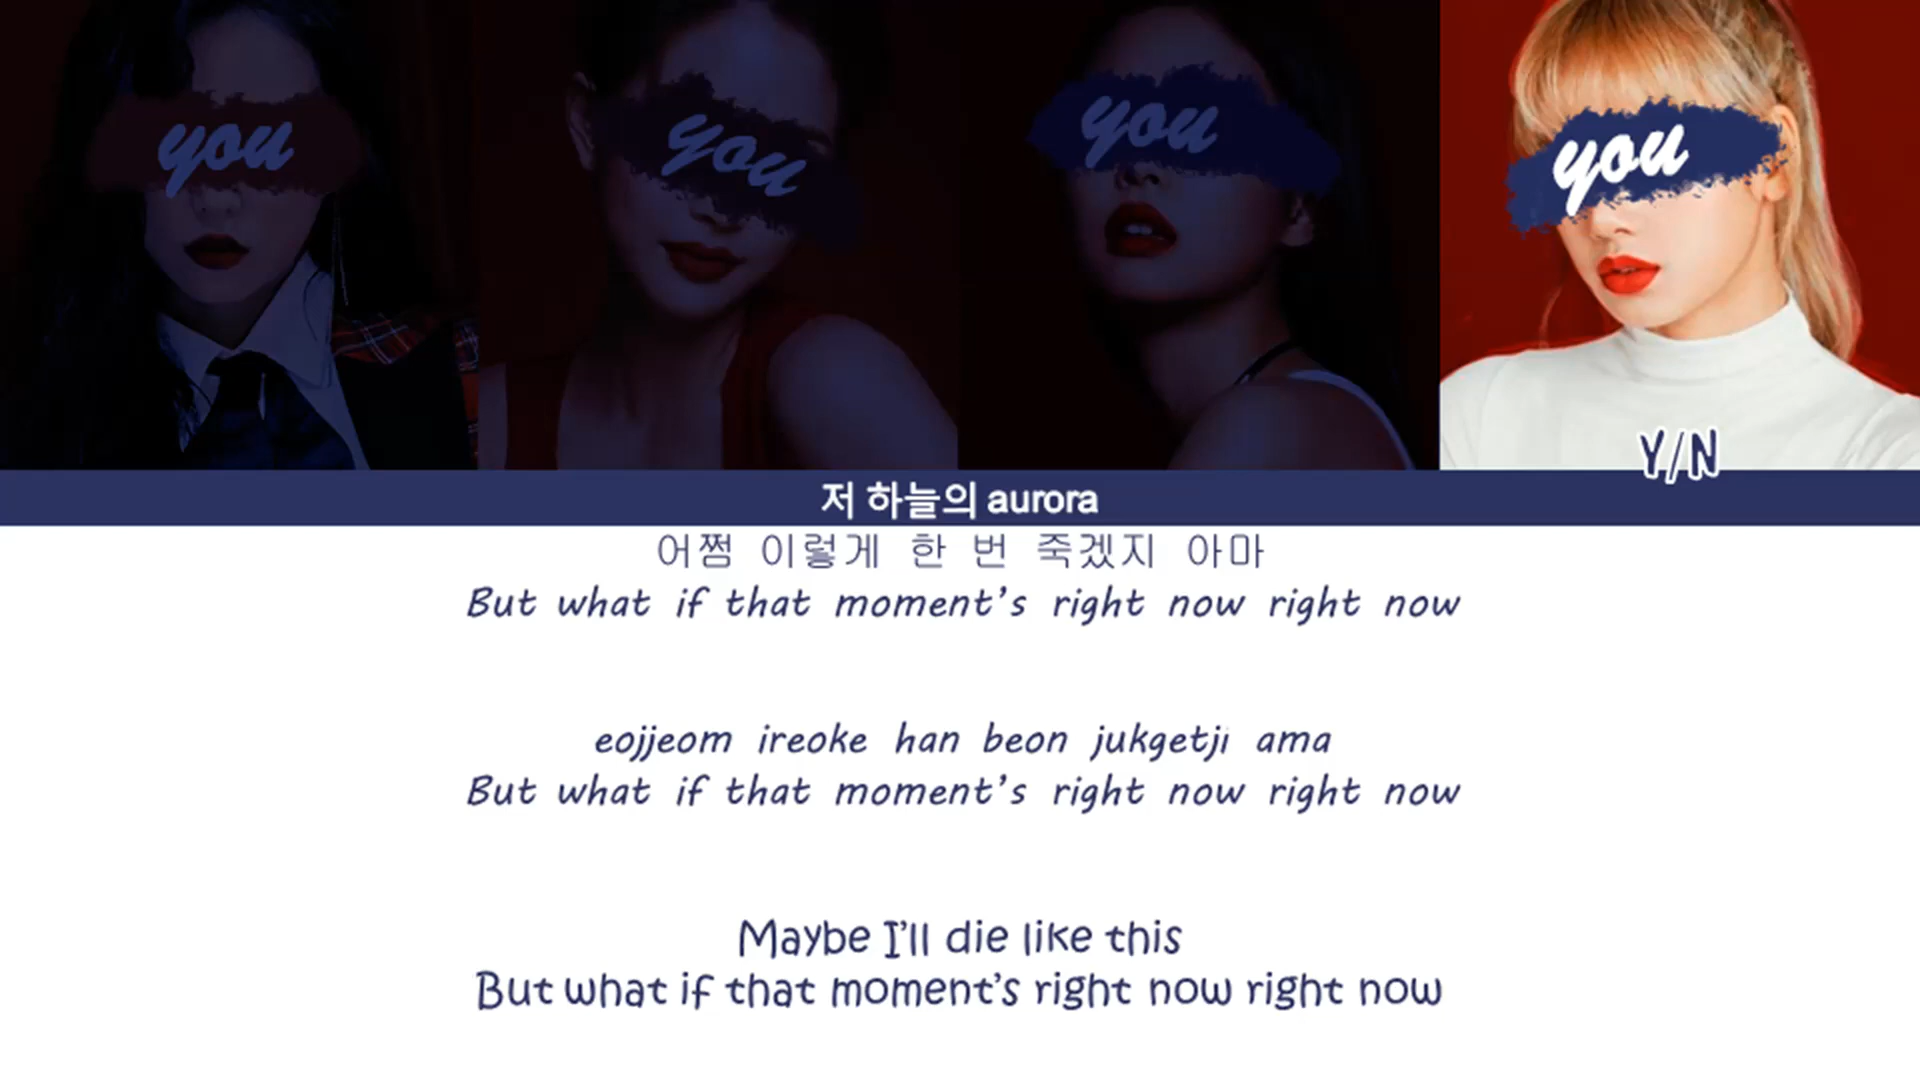 you
you
you
you
Y/N
저 하늘의 aurora
어쩜 이렇게 한 번 죽겠지 아마
But what if that moment's right now right now
eojjeom ireoke han beon jukgetji ama
But what if that moment's right now right now
Maybe I'll die like this
But what if that moment's right now right now